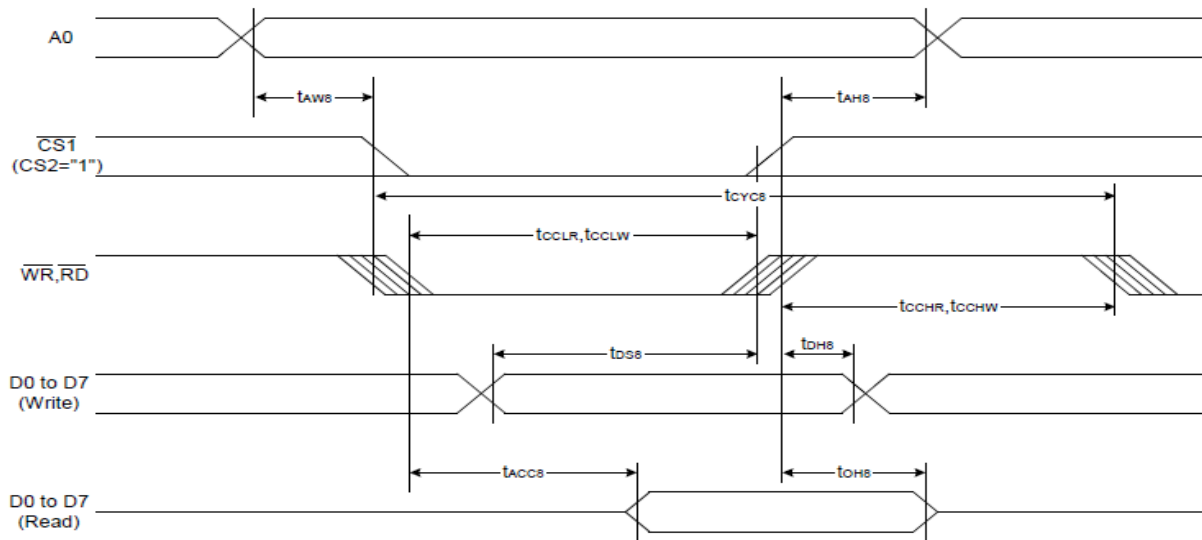 A0
tAW8
tAH8
CS1
(CS2="1")
tCYC8
tCCLR,tCCLW
WR,RD
tCCHR,tCCHW
tDS8
tDH8
D0 to D7
(Write)
tACC8
tOH8
D0 to D7
(Read)